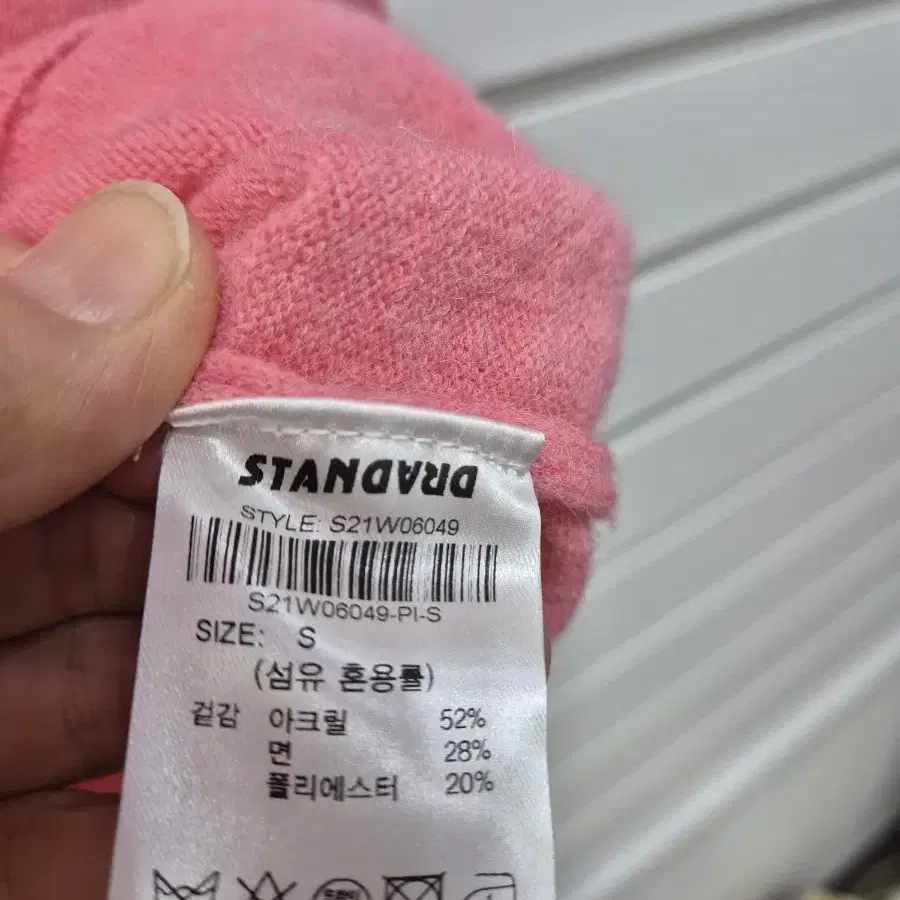 DRADNATS
STYLE: S21W06049
S21W06049-PI-S
SIZE: S
(섬유 혼용률)
겉감 아크릴 52%
면 28%
폴리에스터 20%